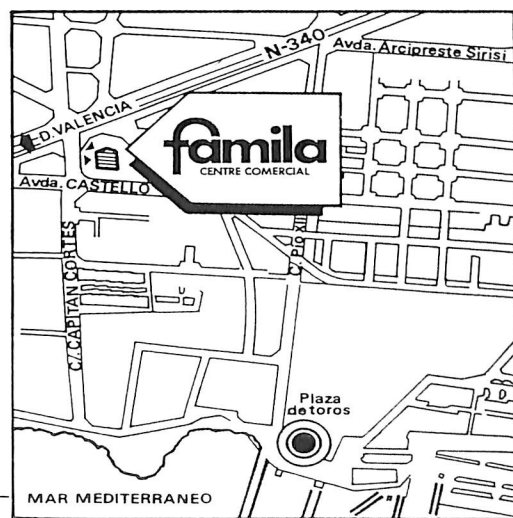 N-340
Avda. Arcipreste Sirisi
D. VALENCIA
famila
CENTRE COMERCIAL
Avda. CASTELLO
C/. CAPITAN CORTES
C/. PIO XII
Plaza
de toros
MAR MEDITERRANEO